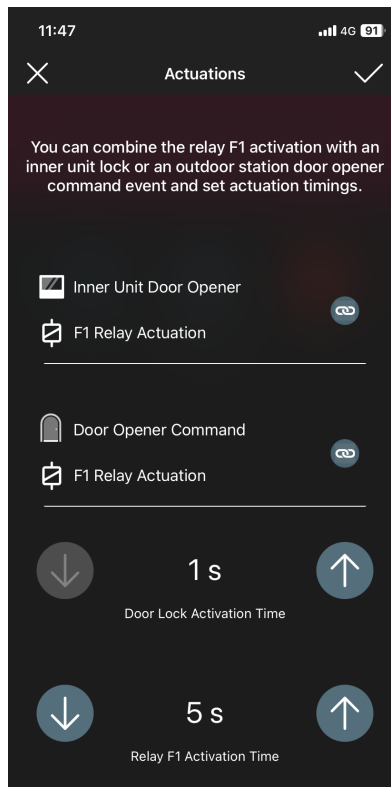 11:47
4G 91
Actuations
You can combine the relay F1 activation with an
inner unit lock or an outdoor station door opener
command event and set actuation timings.
Inner Unit Door Opener
F1 Relay Actuation
Door Opener Command
F1 Relay Actuation
1 s
Door Lock Activation Time
5 s
Relay F1 Activation Time